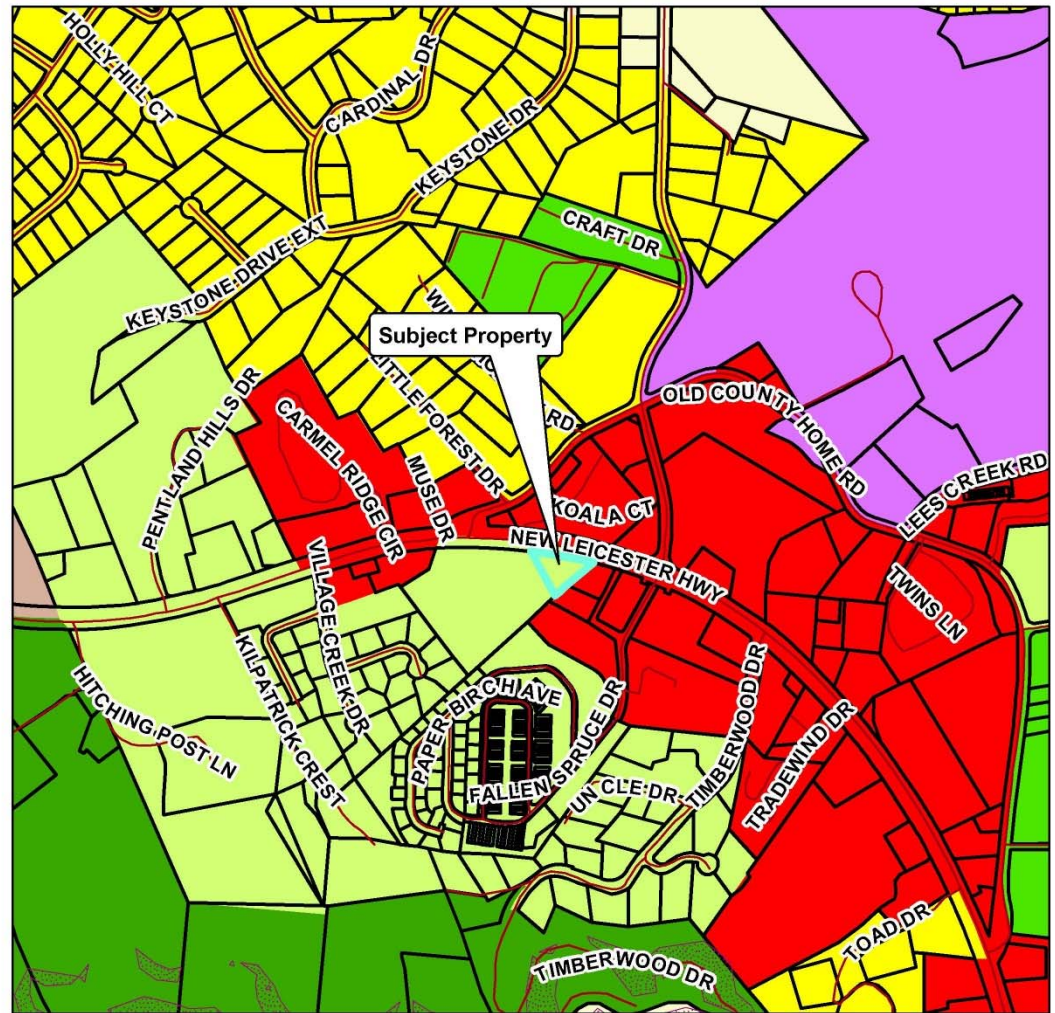 HOLLY HILL CT
CARDINAL DR
KEYSTONE DR
CRAFT DR
KEYSTONE DRIVE EXT
Subject Property
RD
LITTLE FOREST DR
OLD COUNTY HOME RD
PENTLAND HILLS DR
CARMEL RIDGE CIR
MUSE DR
KOALA CT
LEES CREEK RD
NEW LEICESTER HWY
TWINS LN
VILLAGE CREEK DR
KILPATRICK CREST
HITCHING POST LN
PAPER BIRCH AVE
FALLEN SPRUCE DR
UN CLE DR
TIMBERWOOD DR
TRADEWIND DR
TOAD DR
TIMBERWOOD DR